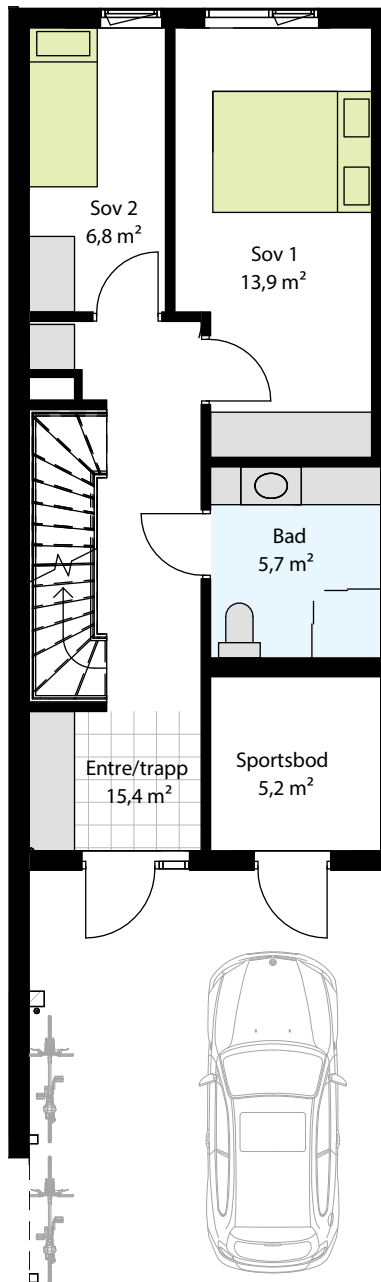 Sov 2
6,8 m²
Sov 1
13,9 m²
Bad
5,7 m²
Entre/trapp
15,4 m²
Sportsbod
5,2 m²